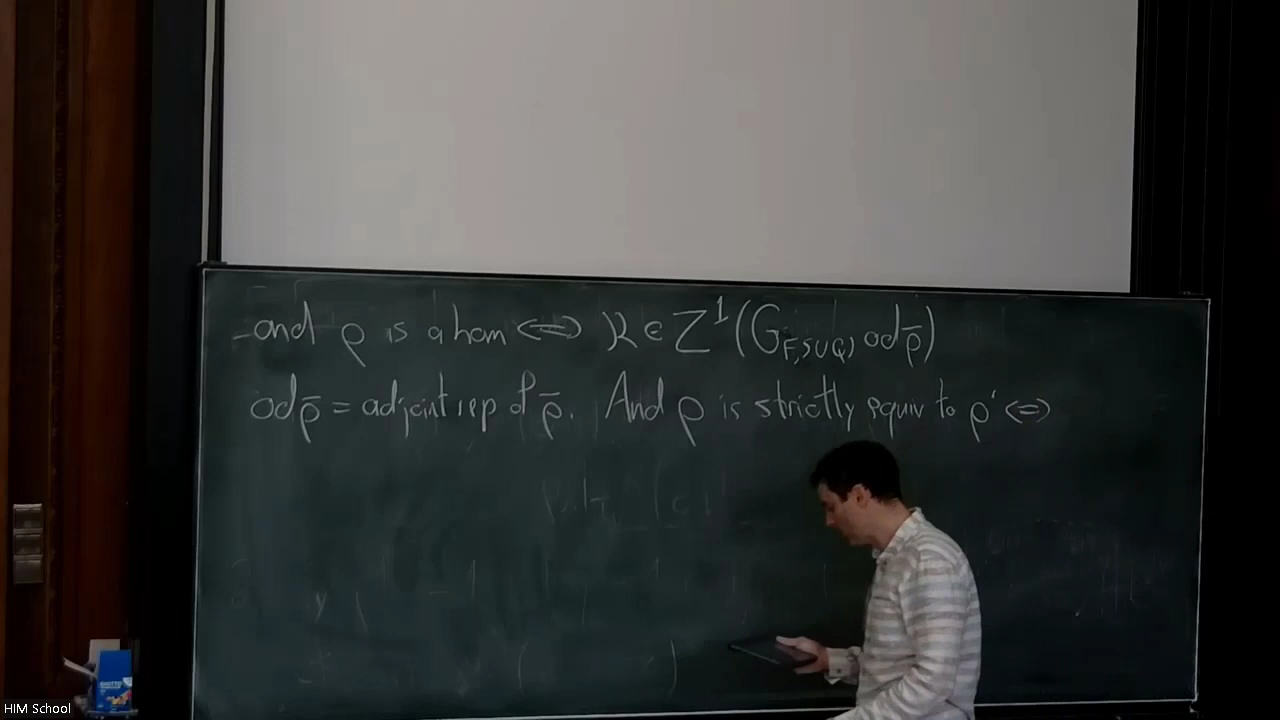 -and ρ is a hom <=> κ ∈ Z¹(G_{F,S∪Q}, ad ρ̄)
ad ρ̄ = adjoint rep of ρ̄. And ρ is strictly equiv to ρ' <=>
HIM School